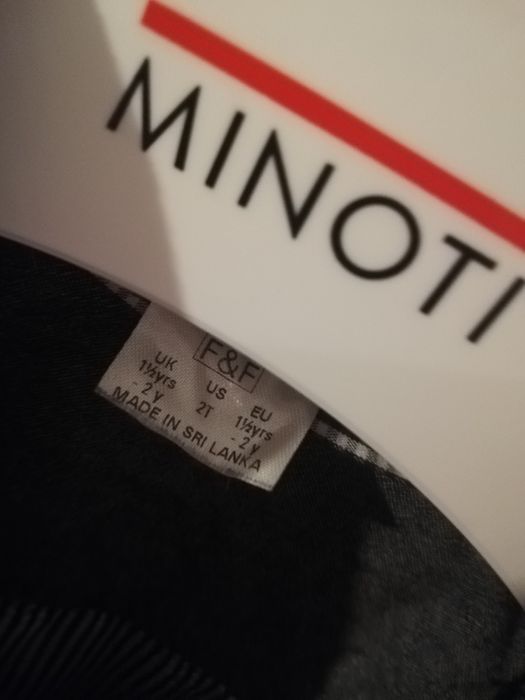 MINOTI
F&F
UK US EU
1½yrs 2T 1½yrs
- 2 y - 2 y
MADE IN SRI LANKA